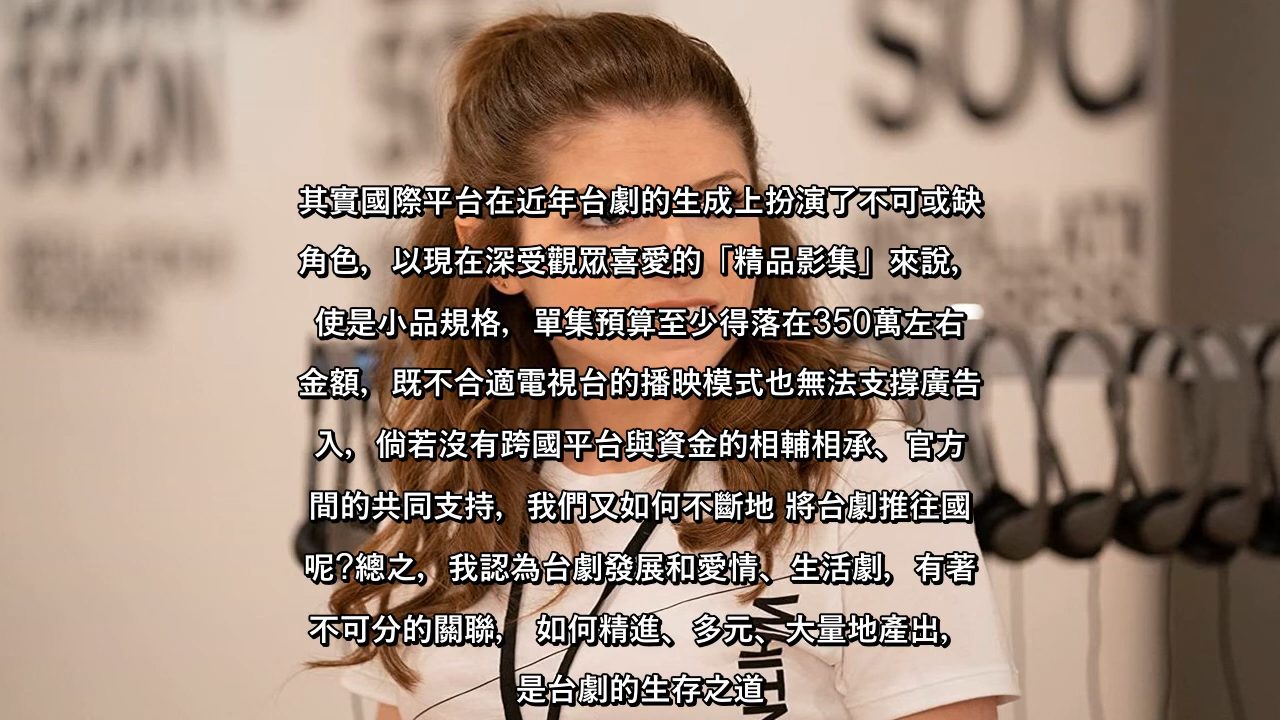 SOON
SOO
其實國際平台在近年台劇的生成上扮演了不可或缺
角色，以現在深受觀眾喜愛的「精品影集」來說，
使是小品規格，單集預算至少得落在350萬左右
金額，既不合適電視台的播映模式也無法支撐廣告
入，倘若沒有跨國平台與資金的相輔相承、官方
間的共同支持，我們又如何不斷地 將台劇推往國
呢?總之，我認為台劇發展和愛情、生活劇，有著
不可分的關聯， 如何精進、多元、大量地產出，
是台劇的生存之道
WHITN